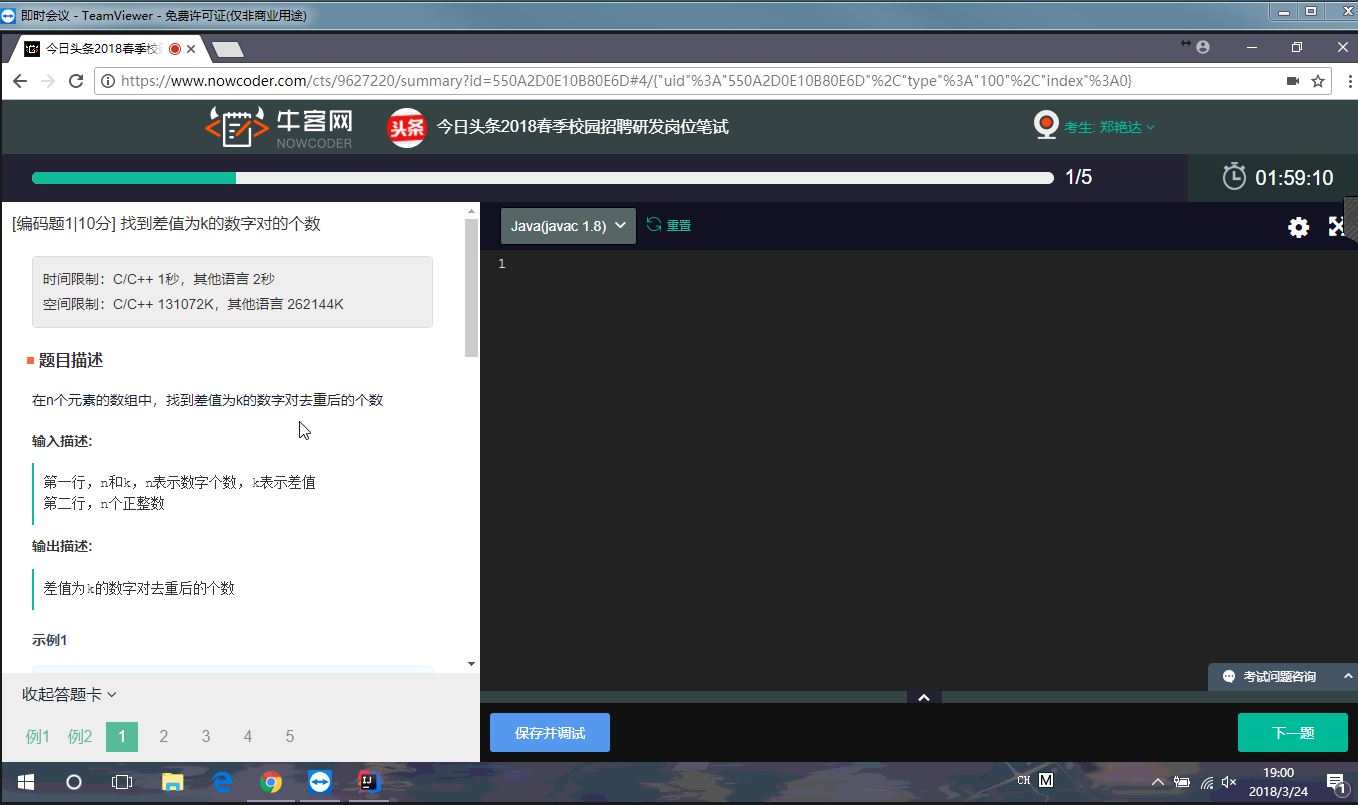 即时会议 - TeamViewer - 免费许可证(仅非商业用途)
今日头条2018春季校
https://www.nowcoder.com/cts/9627220/summary?id=550A2D0E10B80E6D#4/{"uid"%3A"550A2D0E10B80E6D"%2C"type"%3A"100"%2C"index"%3A0}
牛客网
NOWCODER
头条
今日头条2018春季校园招聘研发岗位笔试
考生: 郑艳达
1/5
01:59:10
[编码题1|10分] 找到差值为k的数字对的个数
Java(javac 1.8)
重置
1
时间限制：C/C++ 1秒，其他语言 2秒
空间限制：C/C++ 131072K，其他语言 262144K
题目描述
在n个元素的数组中，找到差值为k的数字对去重后的个数
输入描述:
第一行，n和k，n表示数字个数，k表示差值
第二行，n个正整数
输出描述:
差值为k的数字对去重后的个数
示例1
考试问题咨询
收起答题卡
例1 例2 1 2 3 4 5
保存并调试
下一题
CH M
19:00
2018/3/24
1